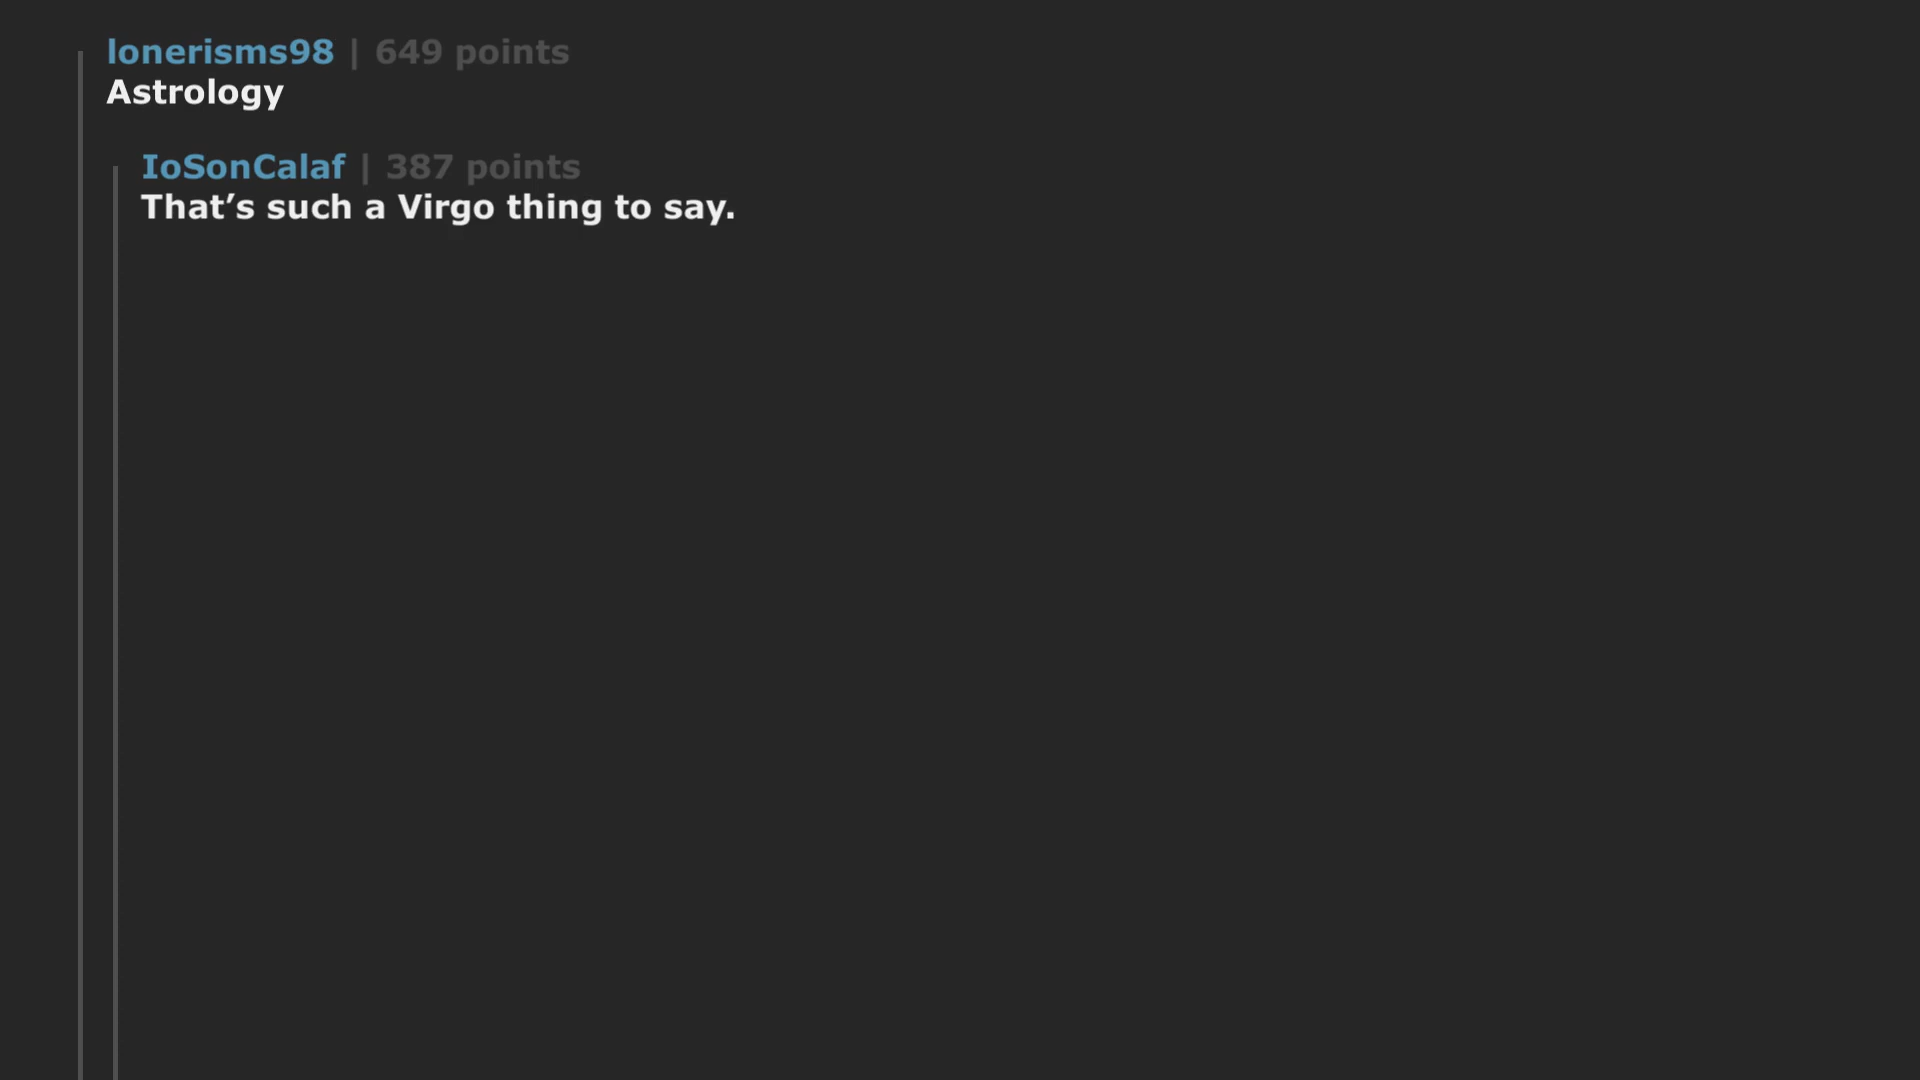 lonerisms98 | 649 points
Astrology
IoSonCalaf | 387 points
That’s such a Virgo thing to say.